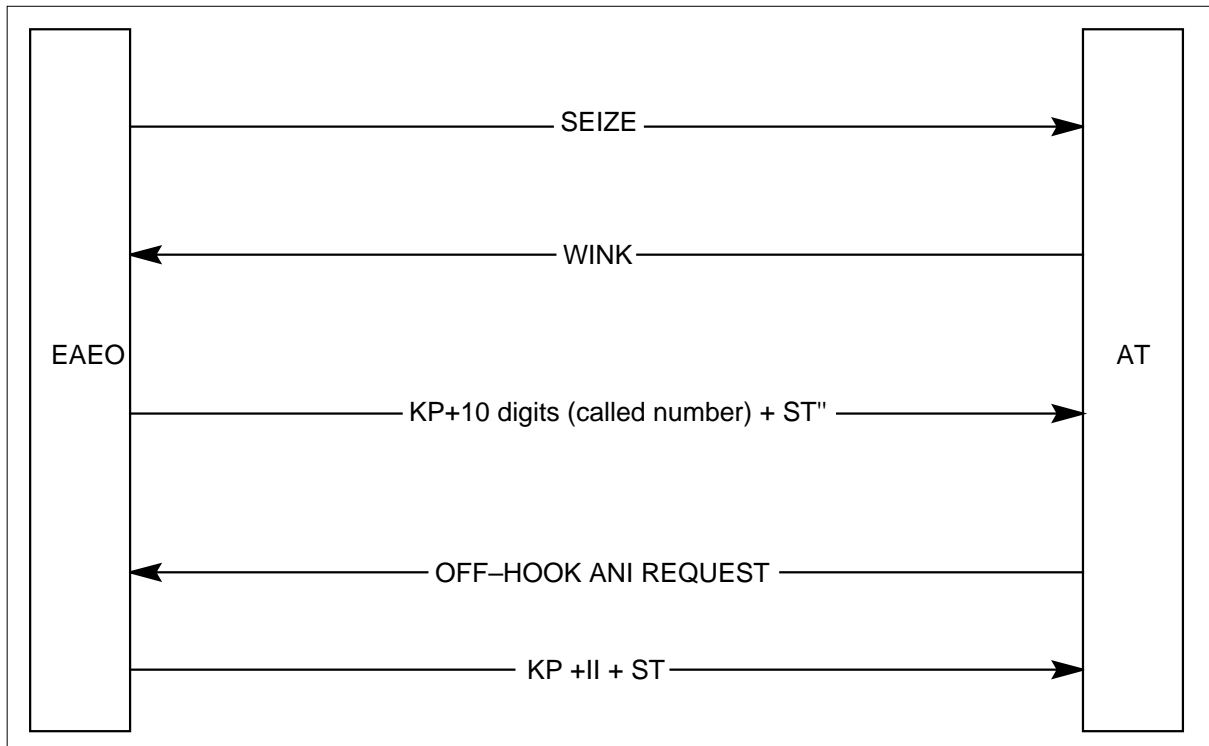 SEIZE
WINK
EAEO
AT
KP+10 digits (called number) + ST"
OFF–HOOK ANI REQUEST
KP +II + ST